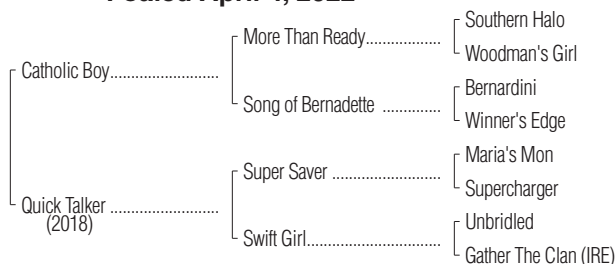 Southern Halo
More Than Ready....................
Woodman's Girl
Catholic Boy.............................
Bernardini
Song of Bernadette ...............
Winner's Edge
Maria's Mon
Super Saver .............................
Supercharger
Quick Talker .............................
(2018)
Unbridled
Swift Girl...................................
Gather The Clan (IRE)